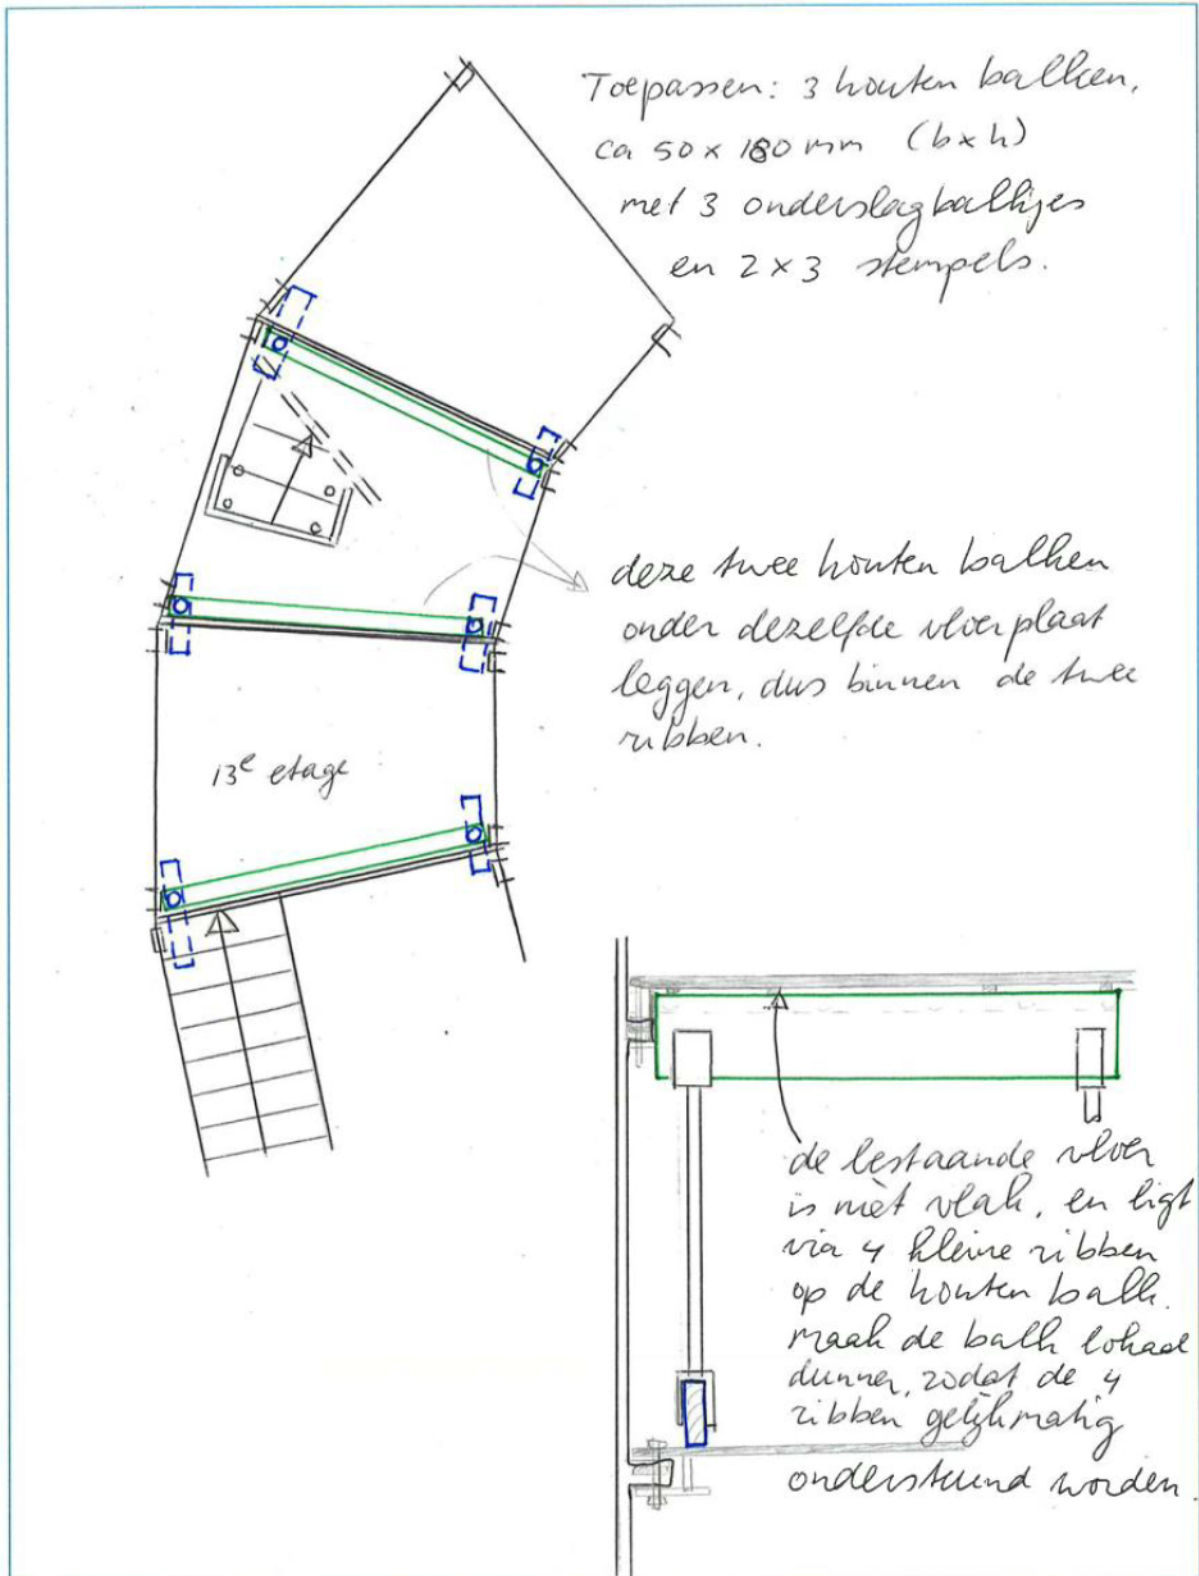 Toepassen: 3 houten balken,
ca 50 x 180 mm (b x h)
met 3 onderslagbalkjes
en 2 x 3 stempels.
deze twee houten balken
onder dezelfde vloerplaat
leggen, dus binnen de twee
ribben.
13e etage
de bestaande vloer
is niet vlak, en ligt
via 4 kleine ribben
op de houten balk.
maak de balk lokaal
dunner, zodat de 4
ribben gelijkmatig
ondersteund worden.